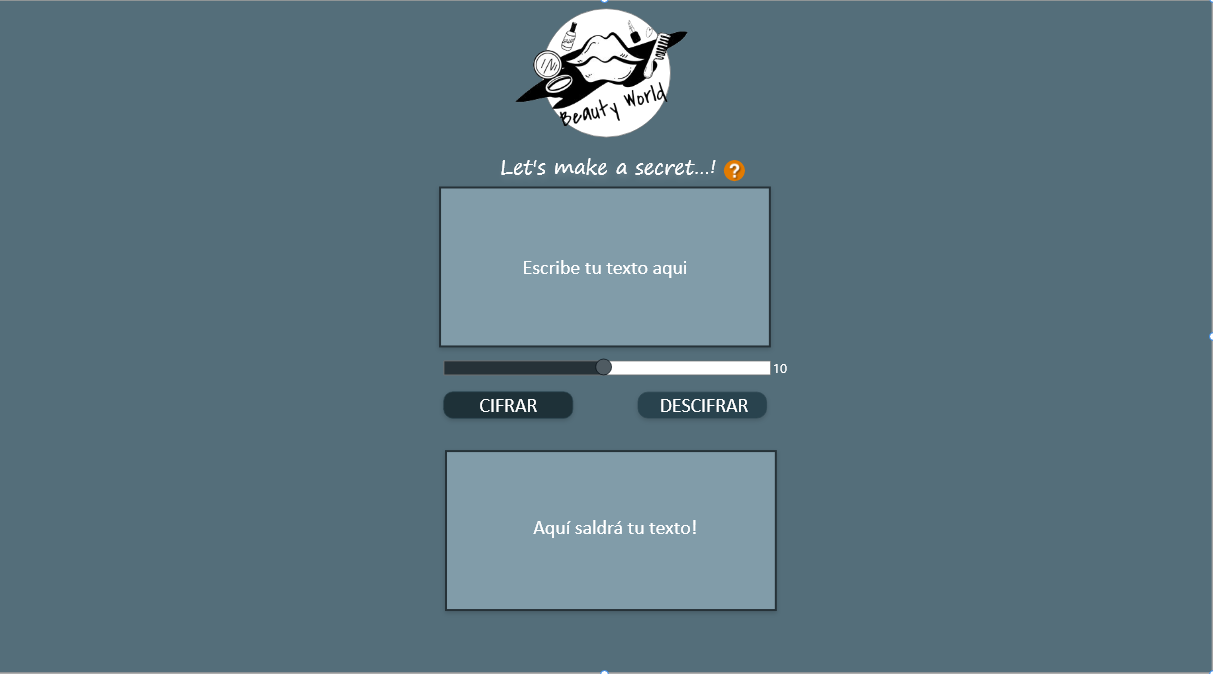 Beauty World
Let's make a secret...! ?
Escribe tu texto aqui
10
CIFRAR
DESCIFRAR
Aquí saldrá tu texto!